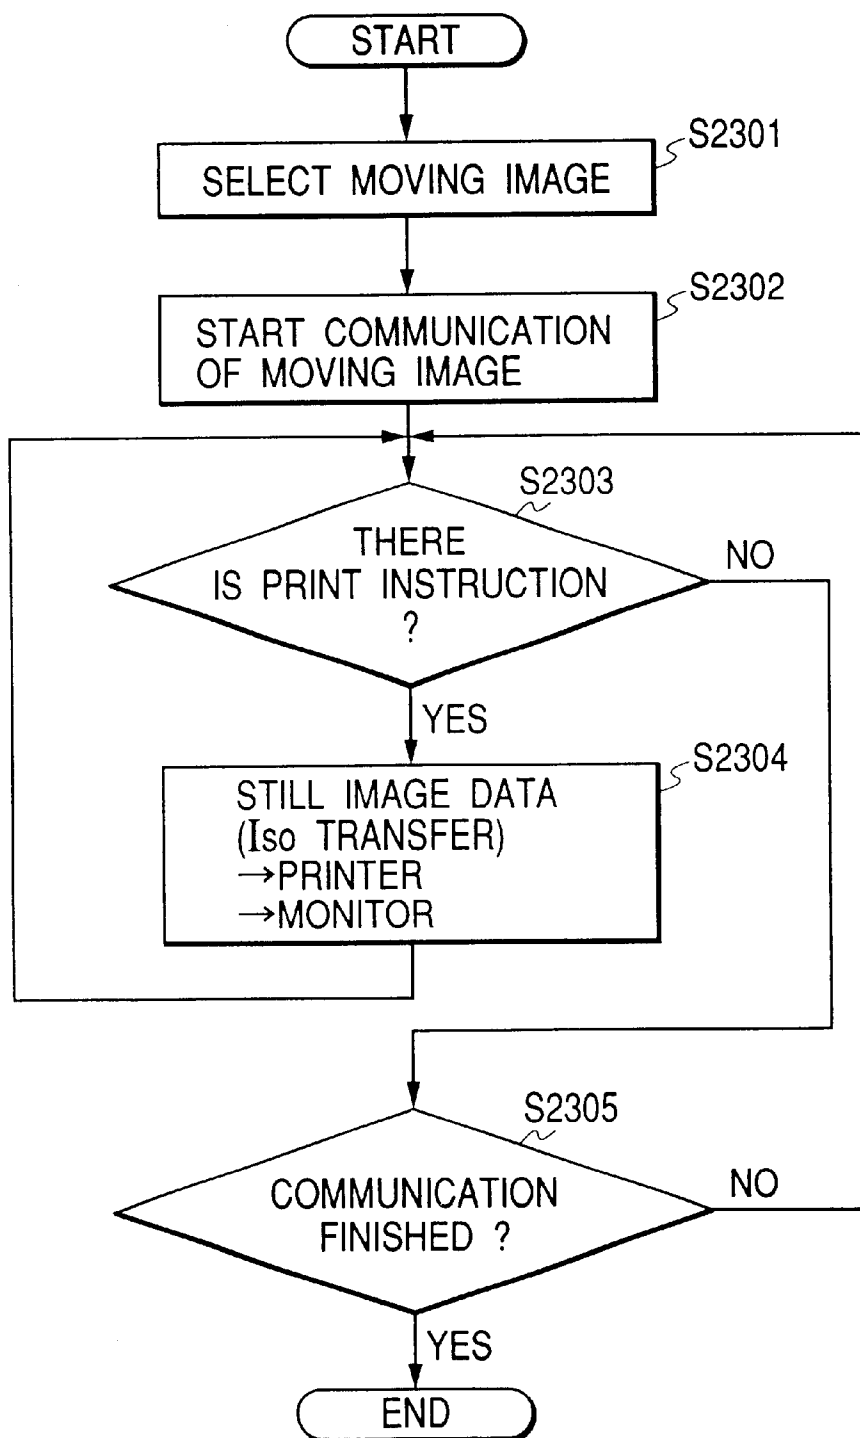 START
S2301
SELECT MOVING IMAGE
S2302
START COMMUNICATION
OF MOVING IMAGE
S2303
THERE
IS PRINT INSTRUCTION
?
NO
YES
S2304
STILL IMAGE DATA
(Iso TRANSFER)
→PRINTER
→MONITOR
S2305
COMMUNICATION
FINISHED ?
NO
YES
END